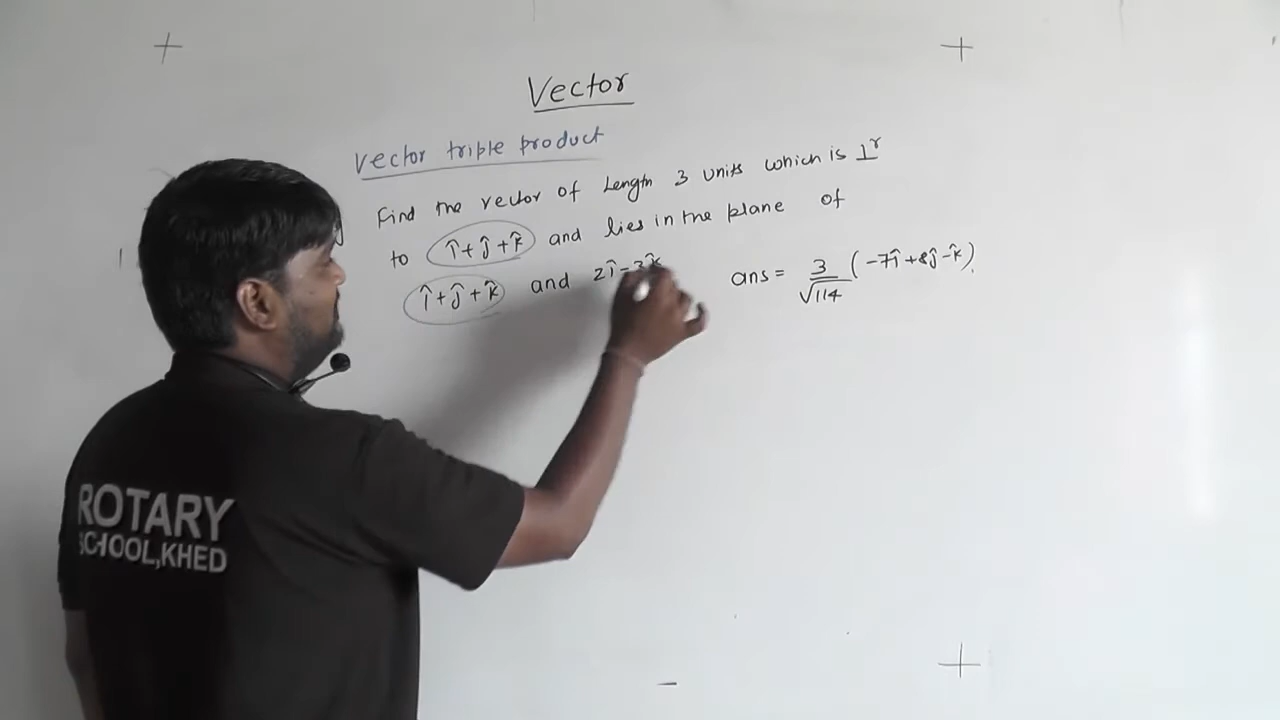 Vector
Vector triple product
Find the vector of Length 3 units which is ⊥ʳ
to î + ĵ + k̂ and lies in the plane of
î + ĵ + k̂ and 2î - 3k̂
ans = 3/√114 (-7î + 8ĵ - k̂).
ROTARY
SCHOOL, KHED